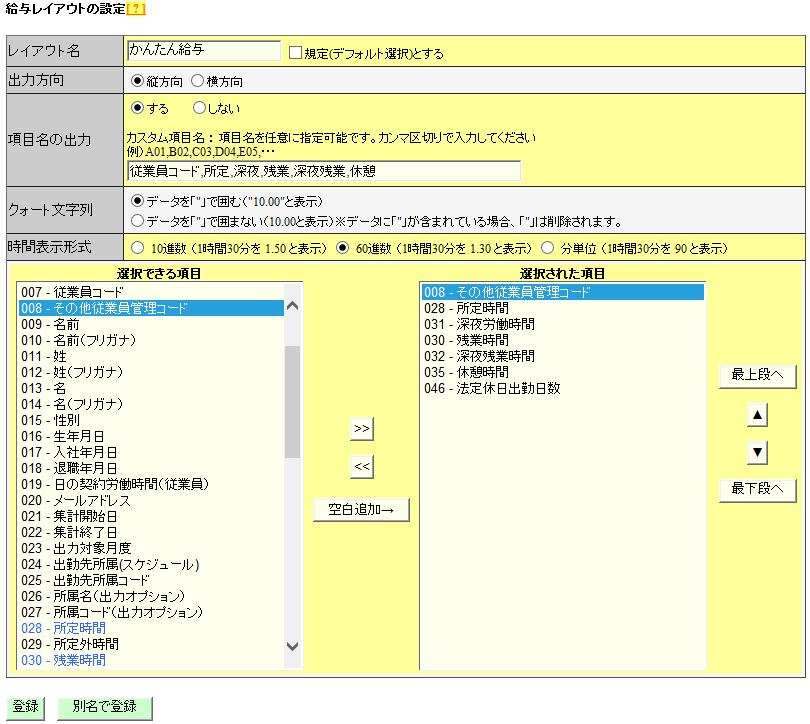 給与レイアウトの設定[?]
レイアウト名 かんたん給与 規定(デフォルト選択)とする
出力方向 縦方向 横方向
する しない
項目名の出力
カスタム項目名： 項目名を任意に指定可能です。カンマ区切りで入力してください
例) A01,B02,C03,D04,E05,･･･
従業員コード,所定,深夜,残業,深夜残業,休憩
クォート文字列
データを「"」で囲む("10.00"と表示)
データを「"」で囲まない(10.00と表示)※データに「"」が含まれている場合、「"」は削除されます。
時間表示形式 10進数 (1時間30分を 1.50 と表示) 60進数 (1時間30分を 1.30 と表示) 分単位 (1時間30分を 90 と表示)
選択できる項目
007 - 従業員コード
008 - その他従業員管理コード
009 - 名前
010 - 名前(フリガナ)
011 - 姓
012 - 姓(フリガナ)
013 - 名
014 - 名(フリガナ)
015 - 性別
016 - 生年月日
017 - 入社年月日
018 - 退職年月日
019 - 日の契約労働時間(従業員)
020 - メールアドレス
021 - 集計開始日
022 - 集計終了日
023 - 出力対象月度
024 - 出勤先所属(スケジュール)
025 - 出勤先所属コード
026 - 所属名(出力オプション)
027 - 所属コード(出力オプション)
028 - 所定時間
029 - 所定外時間
030 - 残業時間
>>
<<
空白追加→
選択された項目
008 - その他従業員管理コード
028 - 所定時間
031 - 深夜労働時間
030 - 残業時間
032 - 深夜残業時間
035 - 休憩時間
046 - 法定休日出勤日数
最上段へ
▲
▼
最下段へ
登録 別名で登録